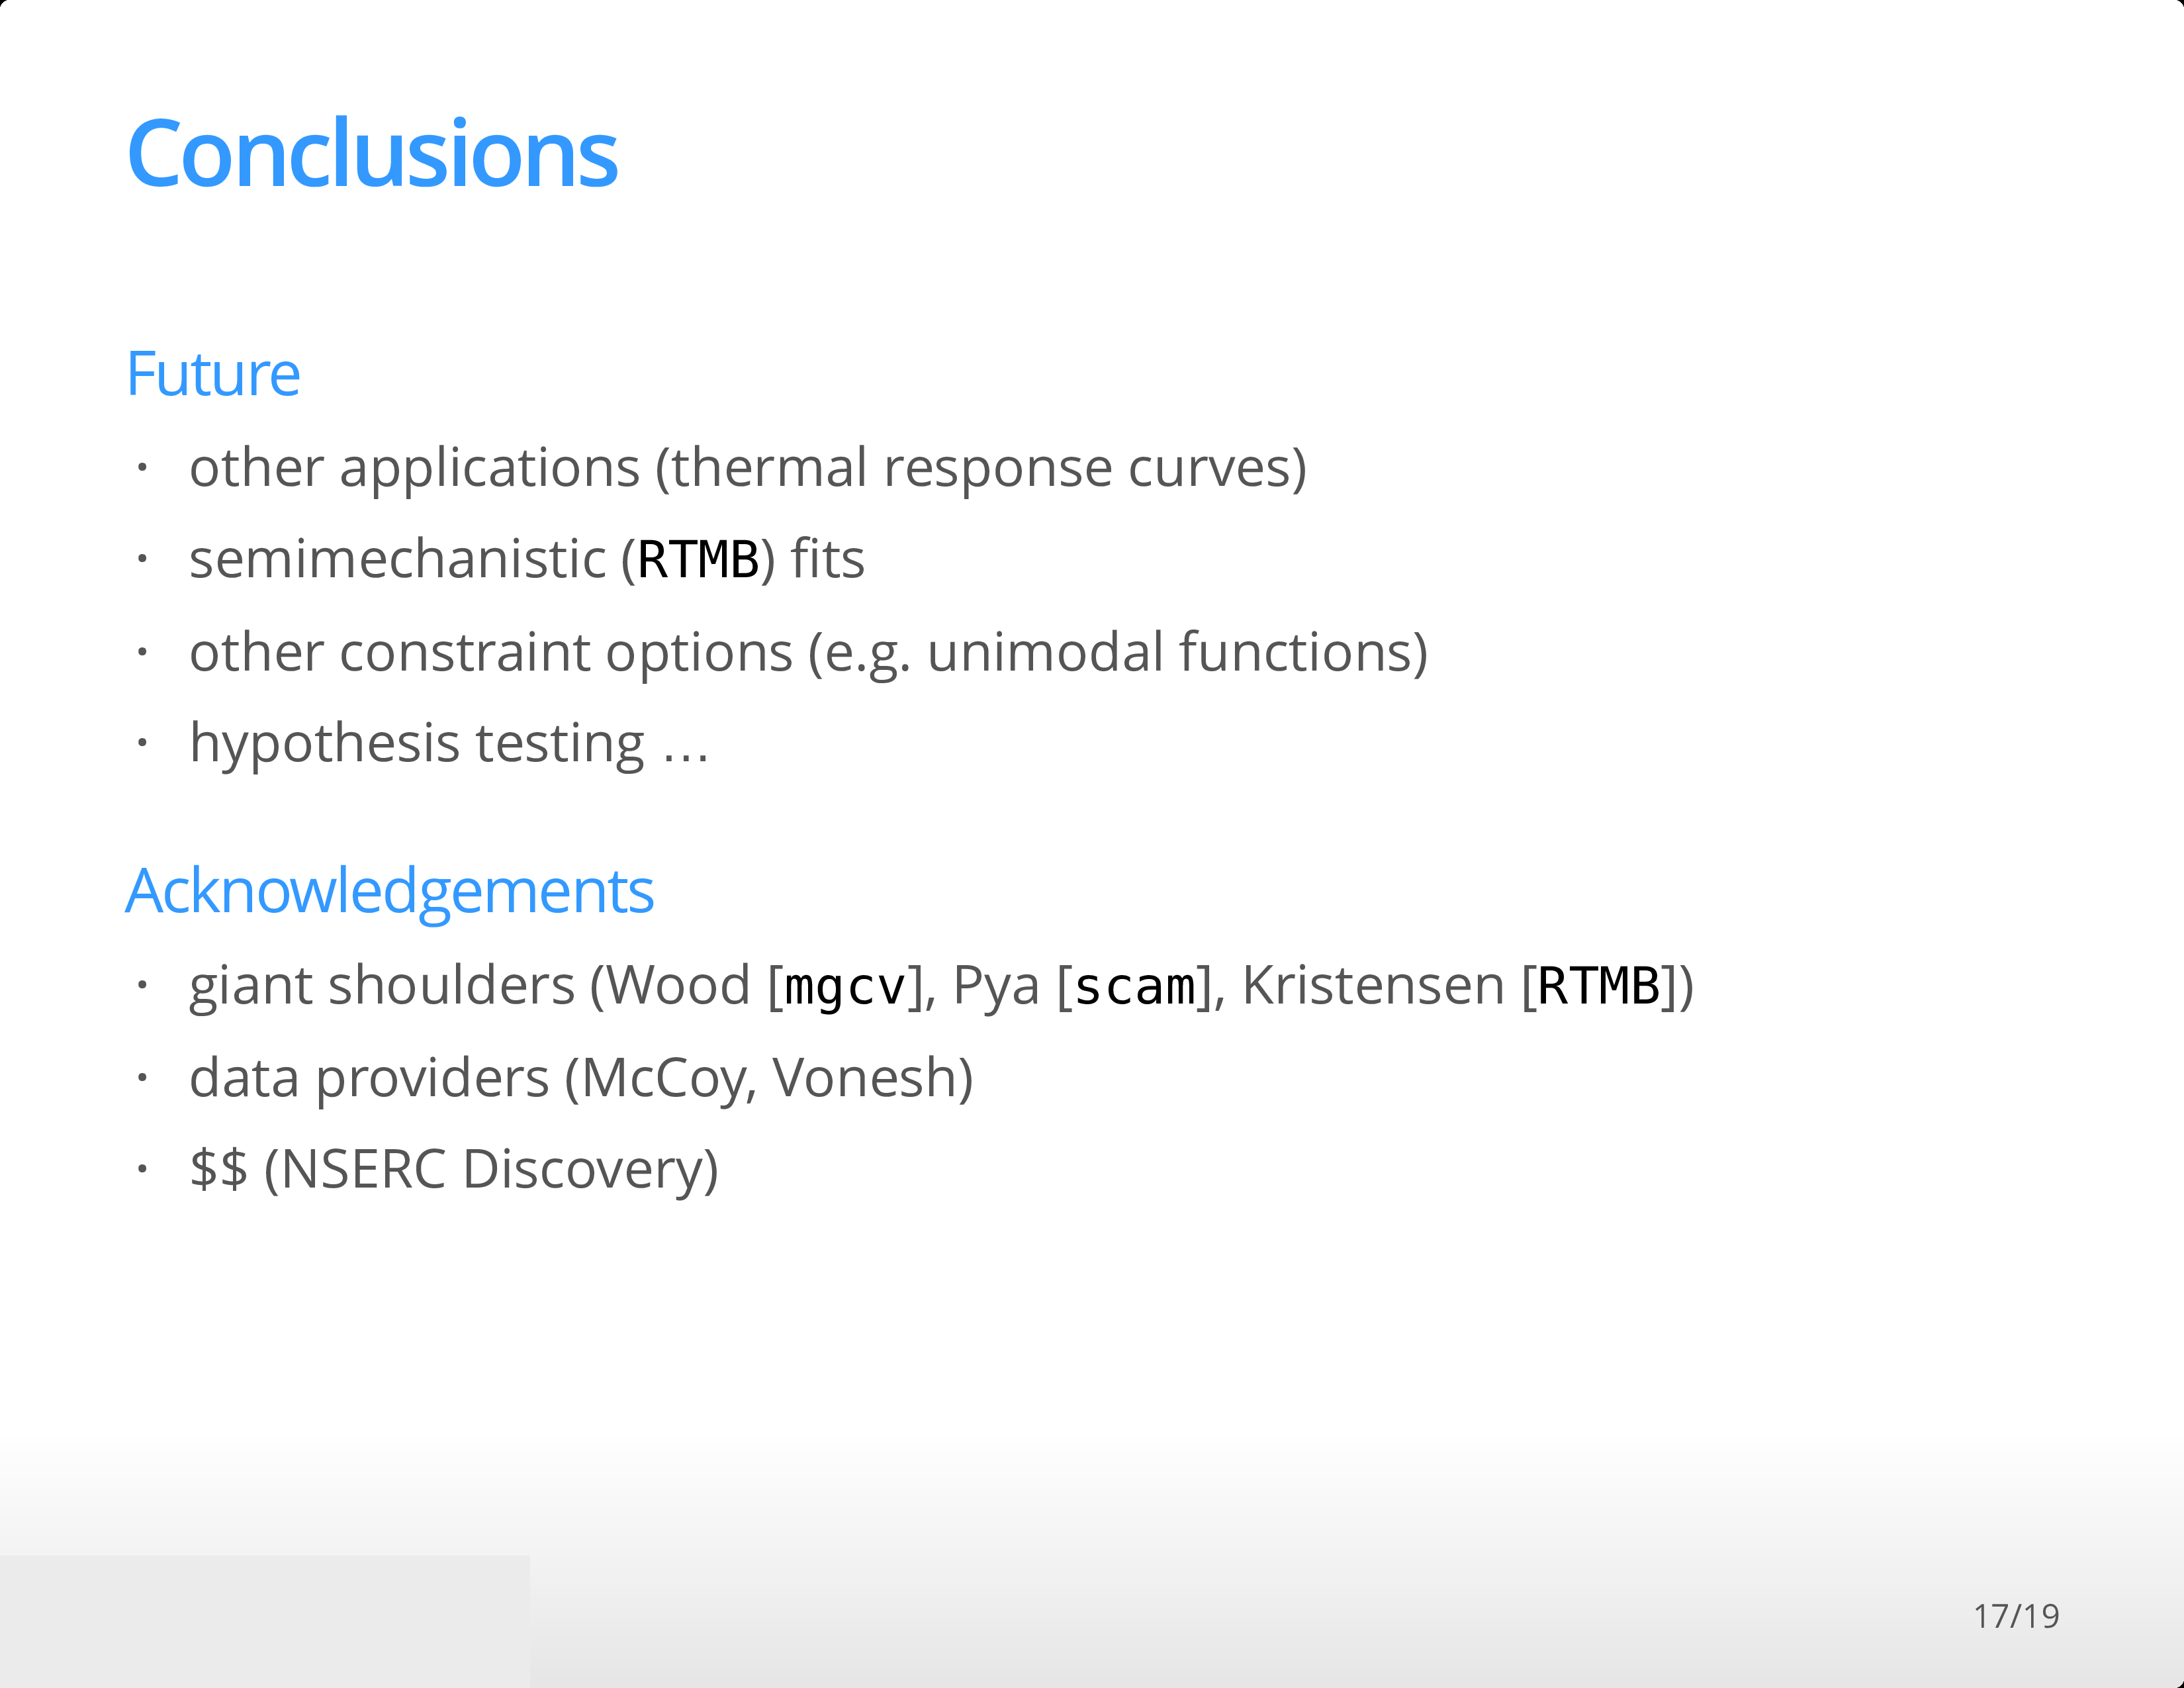 Conclusions
Future
• other applications (thermal response curves)
• semimechanistic (RTMB) fits
• other constraint options (e.g. unimodal functions)
• hypothesis testing …
Acknowledgements
• giant shoulders (Wood [mgcv], Pya [scam], Kristensen [RTMB])
• data providers (McCoy, Vonesh)
• $$ (NSERC Discovery)
17/19